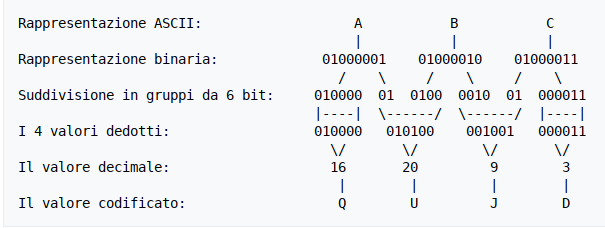 Rappresentazione ASCII:                   A           B           C
                                          |           |           |
Rappresentazione binaria:             01000001    01000010    01000011
                                        /    \     /    \     /    \
Suddivisione in gruppi da 6 bit:     010000  01  0100  0010  01  000011
                                     |----|  \------/  \------/  |----|
I 4 valori dedotti:                  010000   010100    001001   000011
                                       \/       \/        \/       \/
Il valore decimale:                    16       20         9        3
                                        |        |         |        |
Il valore codificato:                   Q        U         J        D